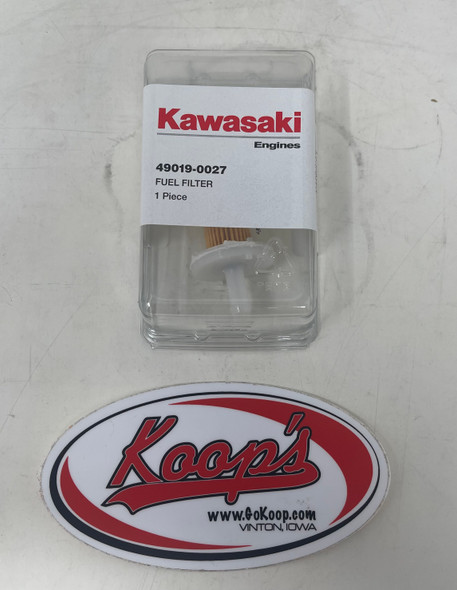 Kawasaki
Engines
49019-0027
FUEL FILTER
1 Piece
Koop's
www.GoKoop.com
VINTON, IOWA